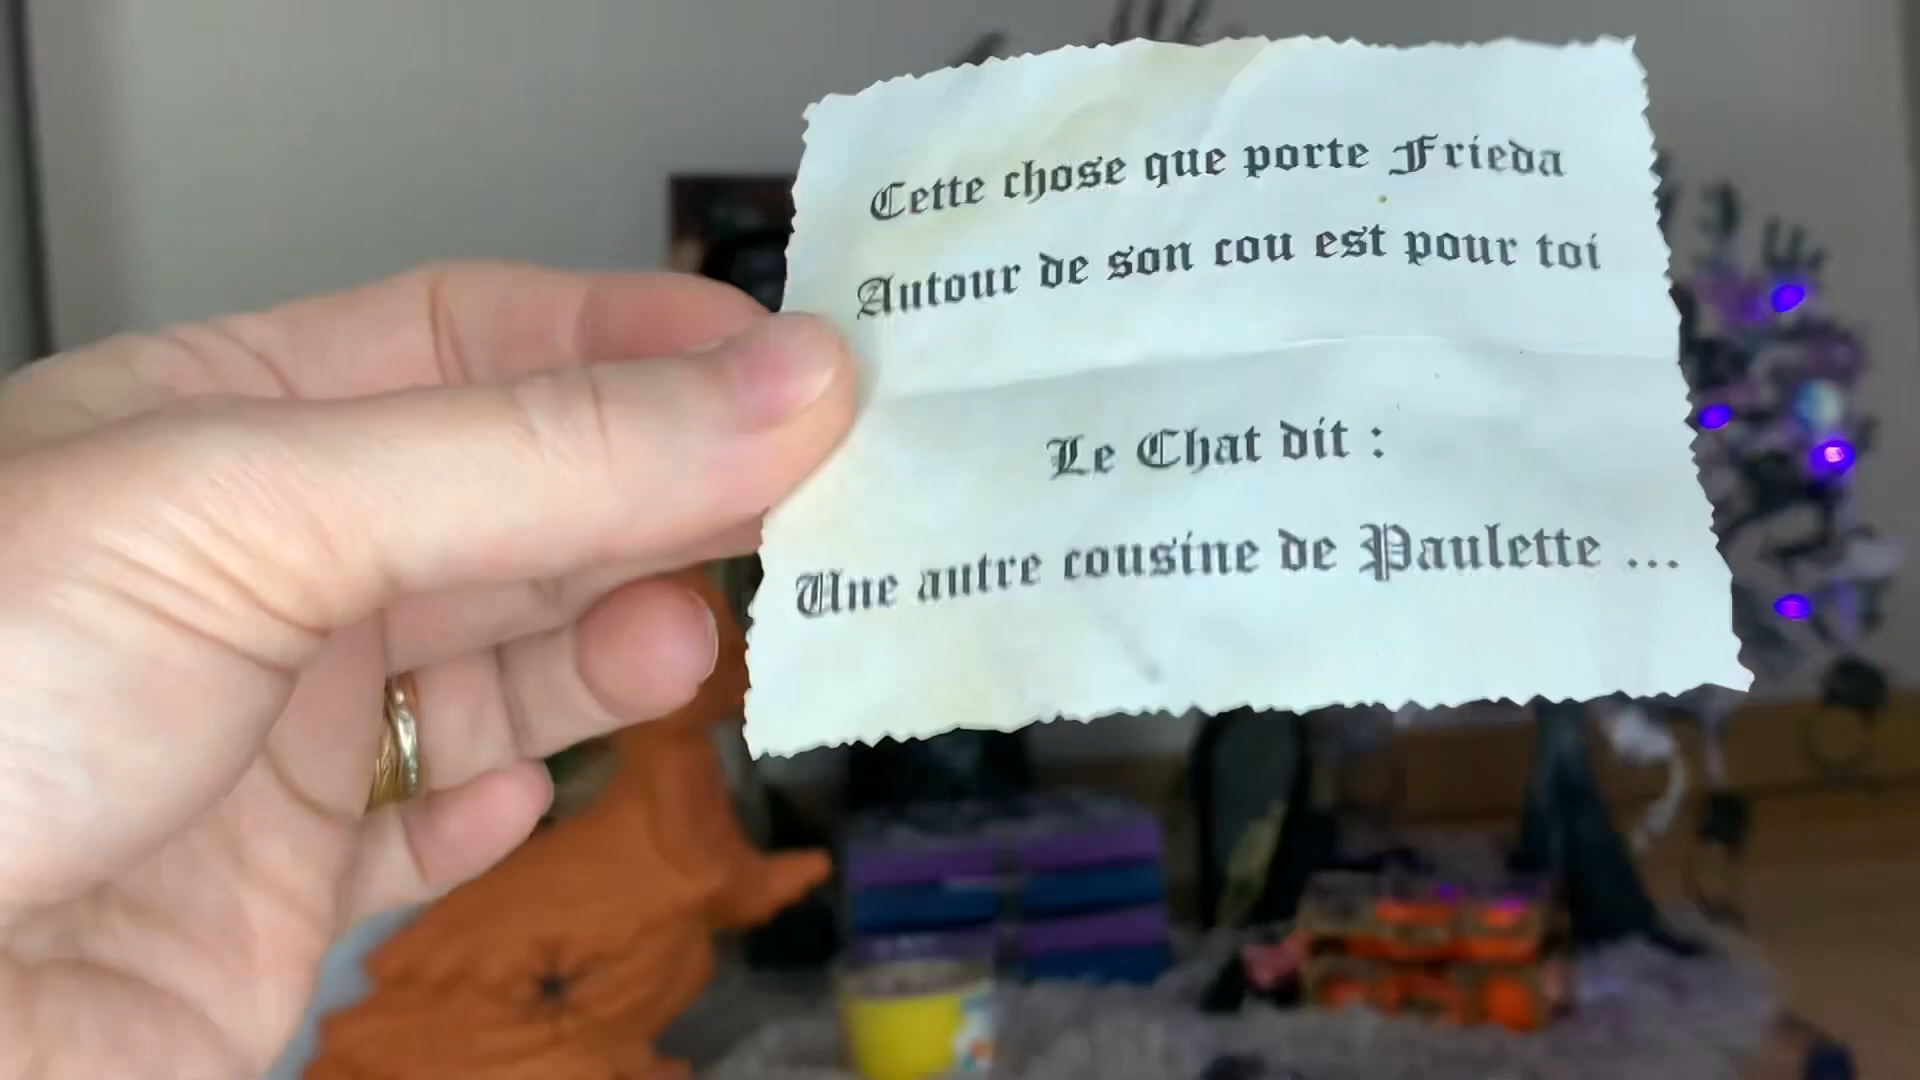 Cette chose que porte Frieda
Autour de son cou est pour toi
Le Chat dit :
Une autre cousine de Paulette ...